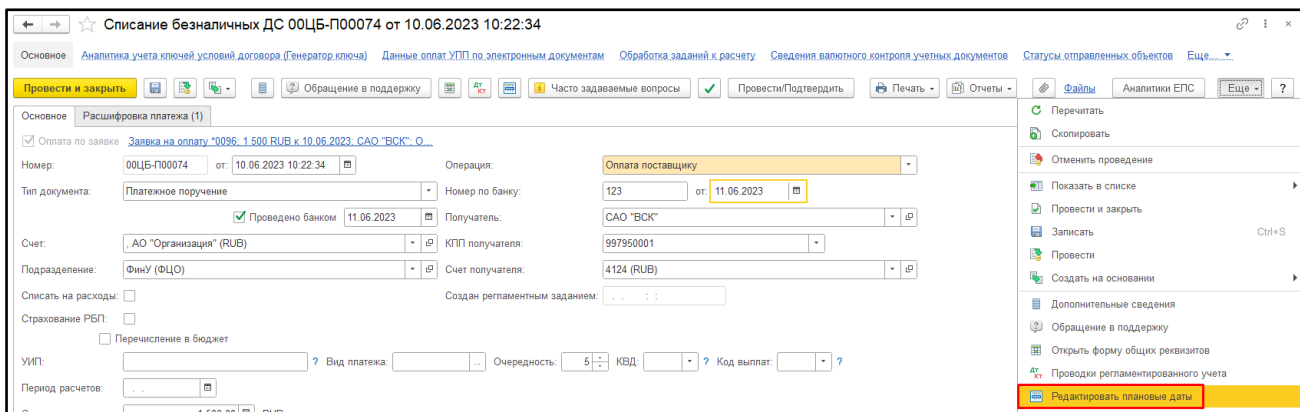 Списание безналичных ДС 00ЦБ-П00074 от 10.06.2023 10:22:34
Основное Аналитика учета ключей условий договора (Генератор ключа) Данные оплат УПП по электронным документам Обработка заданий к расчету Сведения валютного контроля учетных документов Статусы отправленных объектов Еще...
Провести и закрыть Обращение в поддержку Дт Кт Часто задаваемые вопросы Провести/Подтвердить Печать Отчеты Файлы Аналитики ЕПС Еще ?
Основное Расшифровка платежа (1)
Перечитать
Оплата по заявке Заявка на оплату *0096; 1 500 RUB к 10.06.2023; САО "ВСК"; О...
Скопировать
Номер: 00ЦБ-П00074 от: 10.06.2023 10:22:34 Операция: Оплата поставщику
Отменить проведение
Тип документа: Платежное поручение Номер по банку: 123 от: 11.06.2023
Показать в списке
Проведено банком 11.06.2023 Получатель: САО "ВСК"
Провести и закрыть
Записать Ctrl+S
Счет: , АО "Организация" (RUB) КПП получателя: 997950001
Провести
Подразделение: ФинУ (ФЦО) Счет получателя: 4124 (RUB)
Создать на основании
Списать на расходы: Создан регламентным заданием: . . : :
Дополнительные сведения
Страхование РБП:
Обращение в поддержку
Перечисление в бюджет
Открыть форму общих реквизитов
УИП: ? Вид платежа: ... Очередность: 5 КВД: ? Код выплат: ?
Дт Кт Проводки регламентированного учета
Период расчетов: . .
Редактировать плановые даты